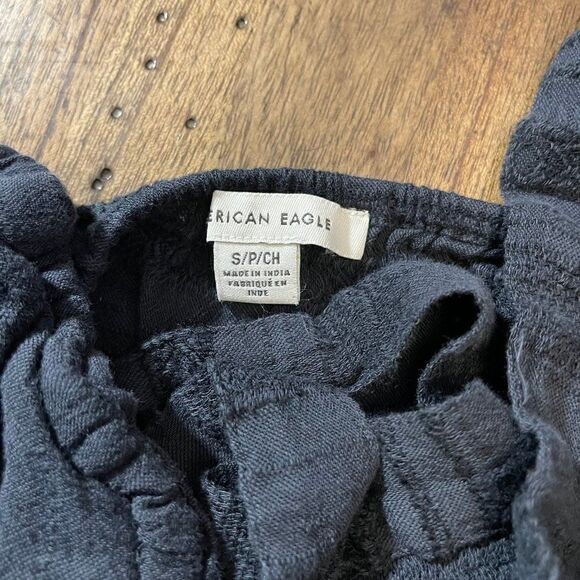 ERICAN EAGLE
S/P/CH
MADE IN INDIA
FABRIQUÉ EN
INDE